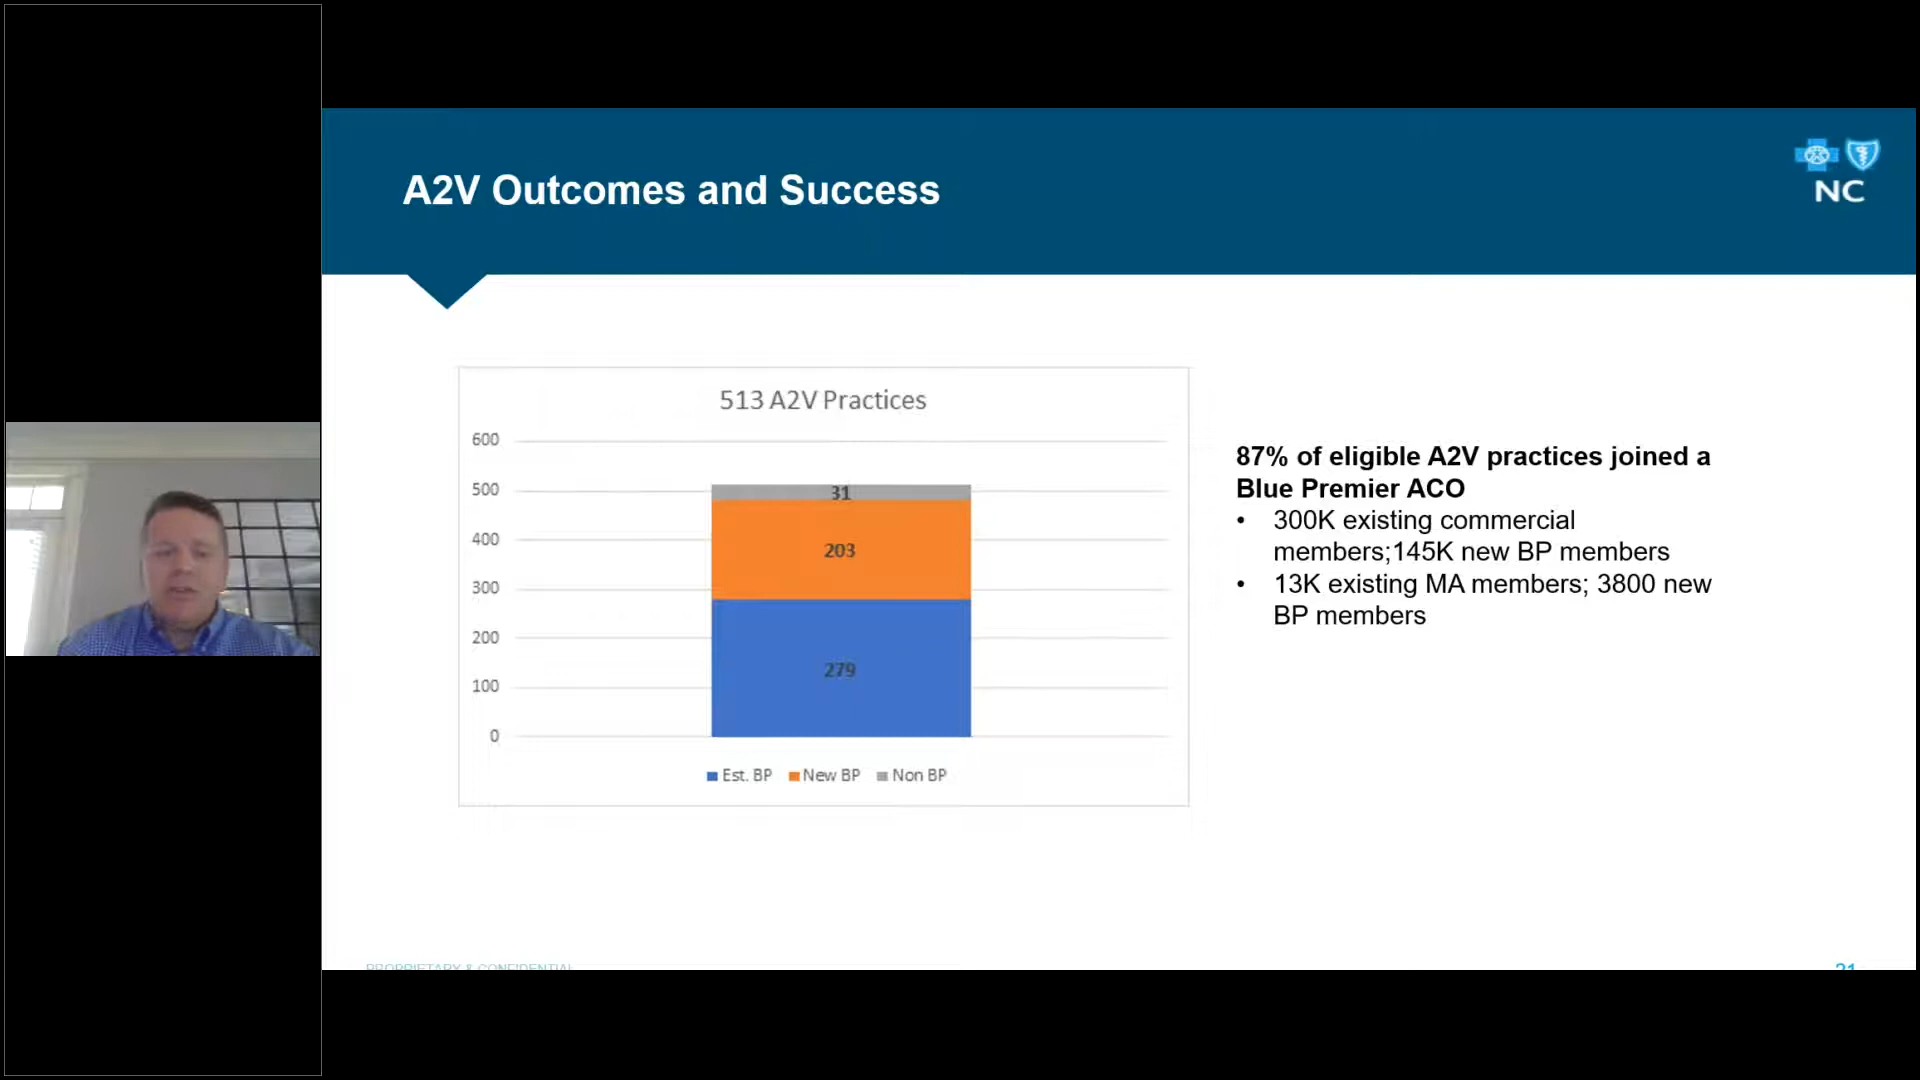 A2V Outcomes and Success
NC
513 A2V Practices
600
500
400
300
200
100
0
31
203
279
Est. BP
New BP
Non BP
87% of eligible A2V practices joined a
Blue Premier ACO
• 300K existing commercial
members;145K new BP members
• 13K existing MA members; 3800 new
BP members
PROPRIETARY & CONFIDENTIAL